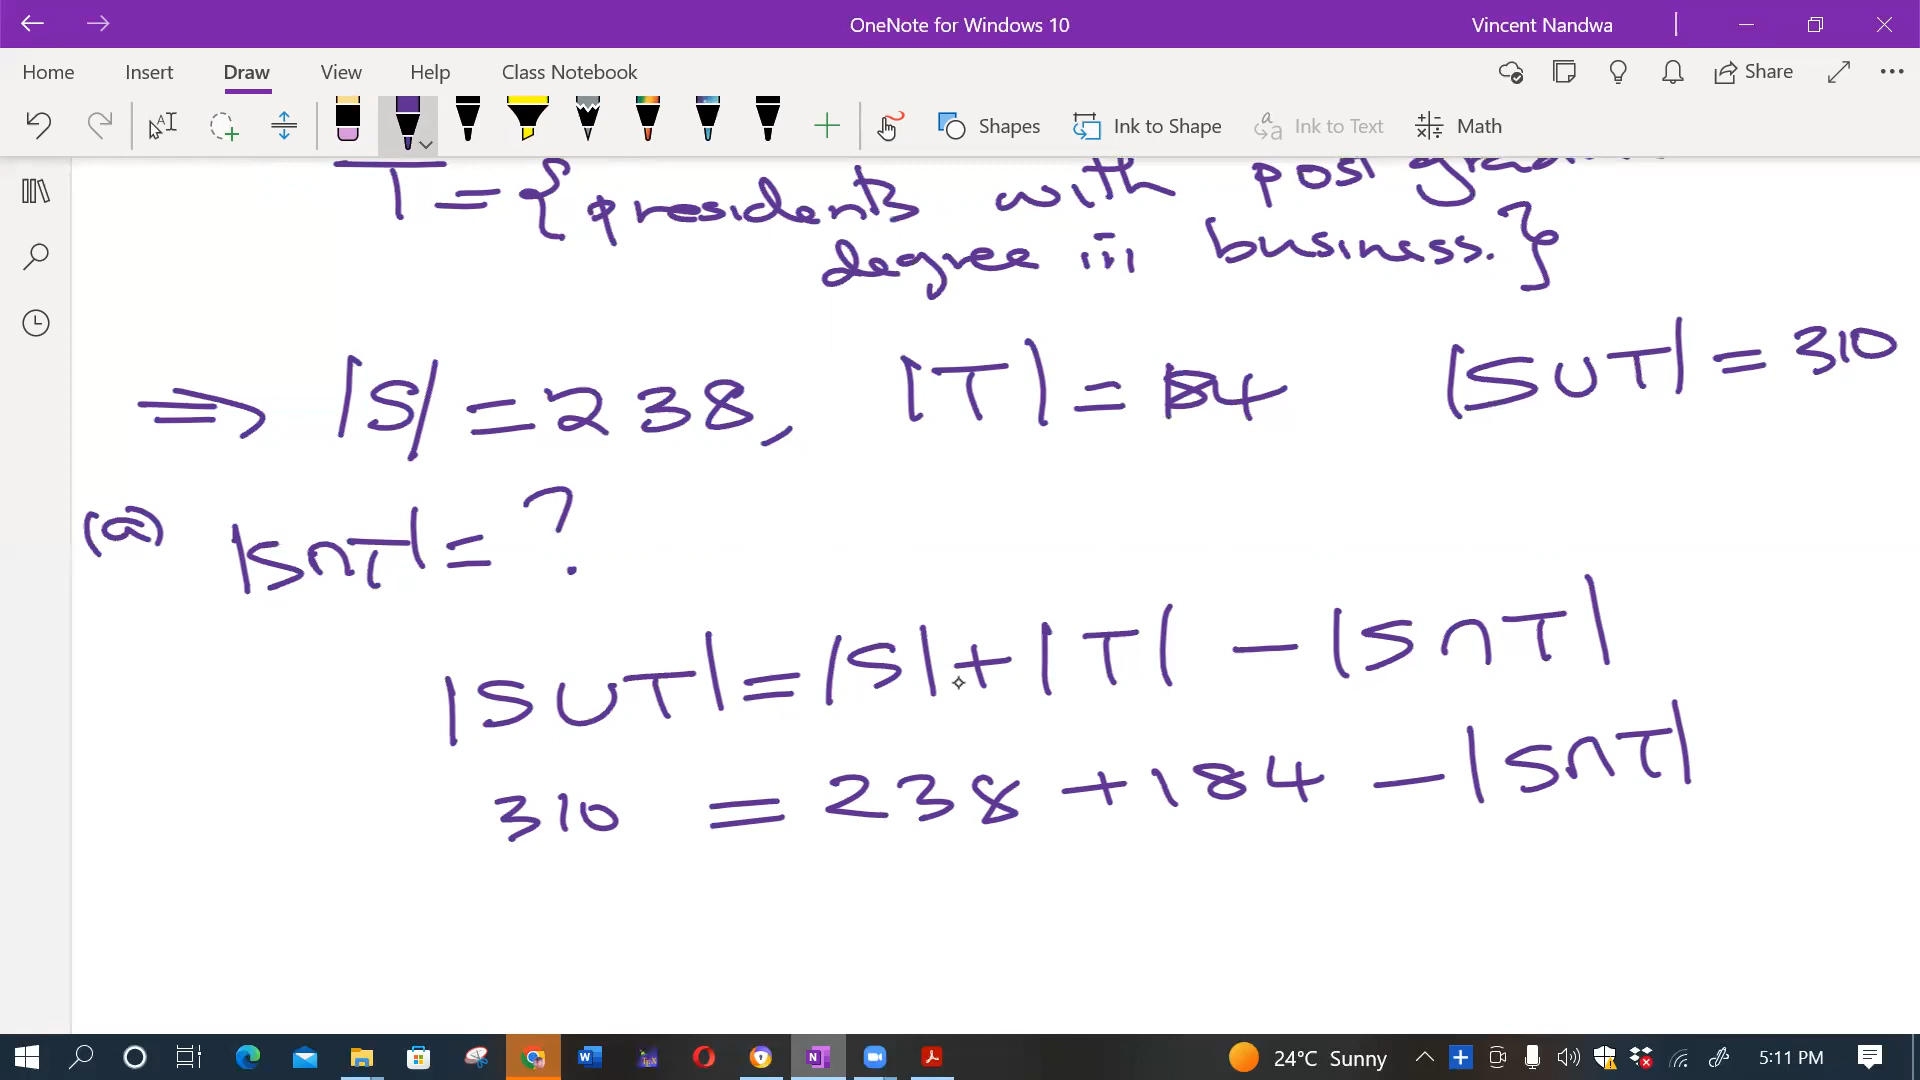 OneNote for Windows 10
Vincent Nandwa
Home Insert Draw View Help Class Notebook
Share
Shapes Ink to Shape Ink to Text Math
T = { presidents with post
degree in business. }
⇒ |S| = 238, |T| = 184 |S∪T| = 310
(a) |S∩T| = ?
|S∪T| = |S| + |T| − |S∩T|
310 = 238 + 184 − |S∩T|
24°C Sunny
5:11 PM